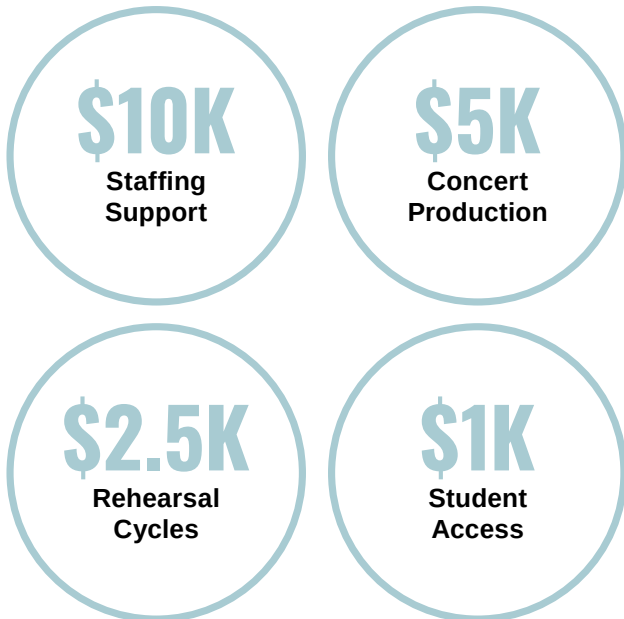 $10K
Staffing
Support
$5K
Concert
Production
$2.5K
Rehearsal
Cycles
$1K
Student
Access